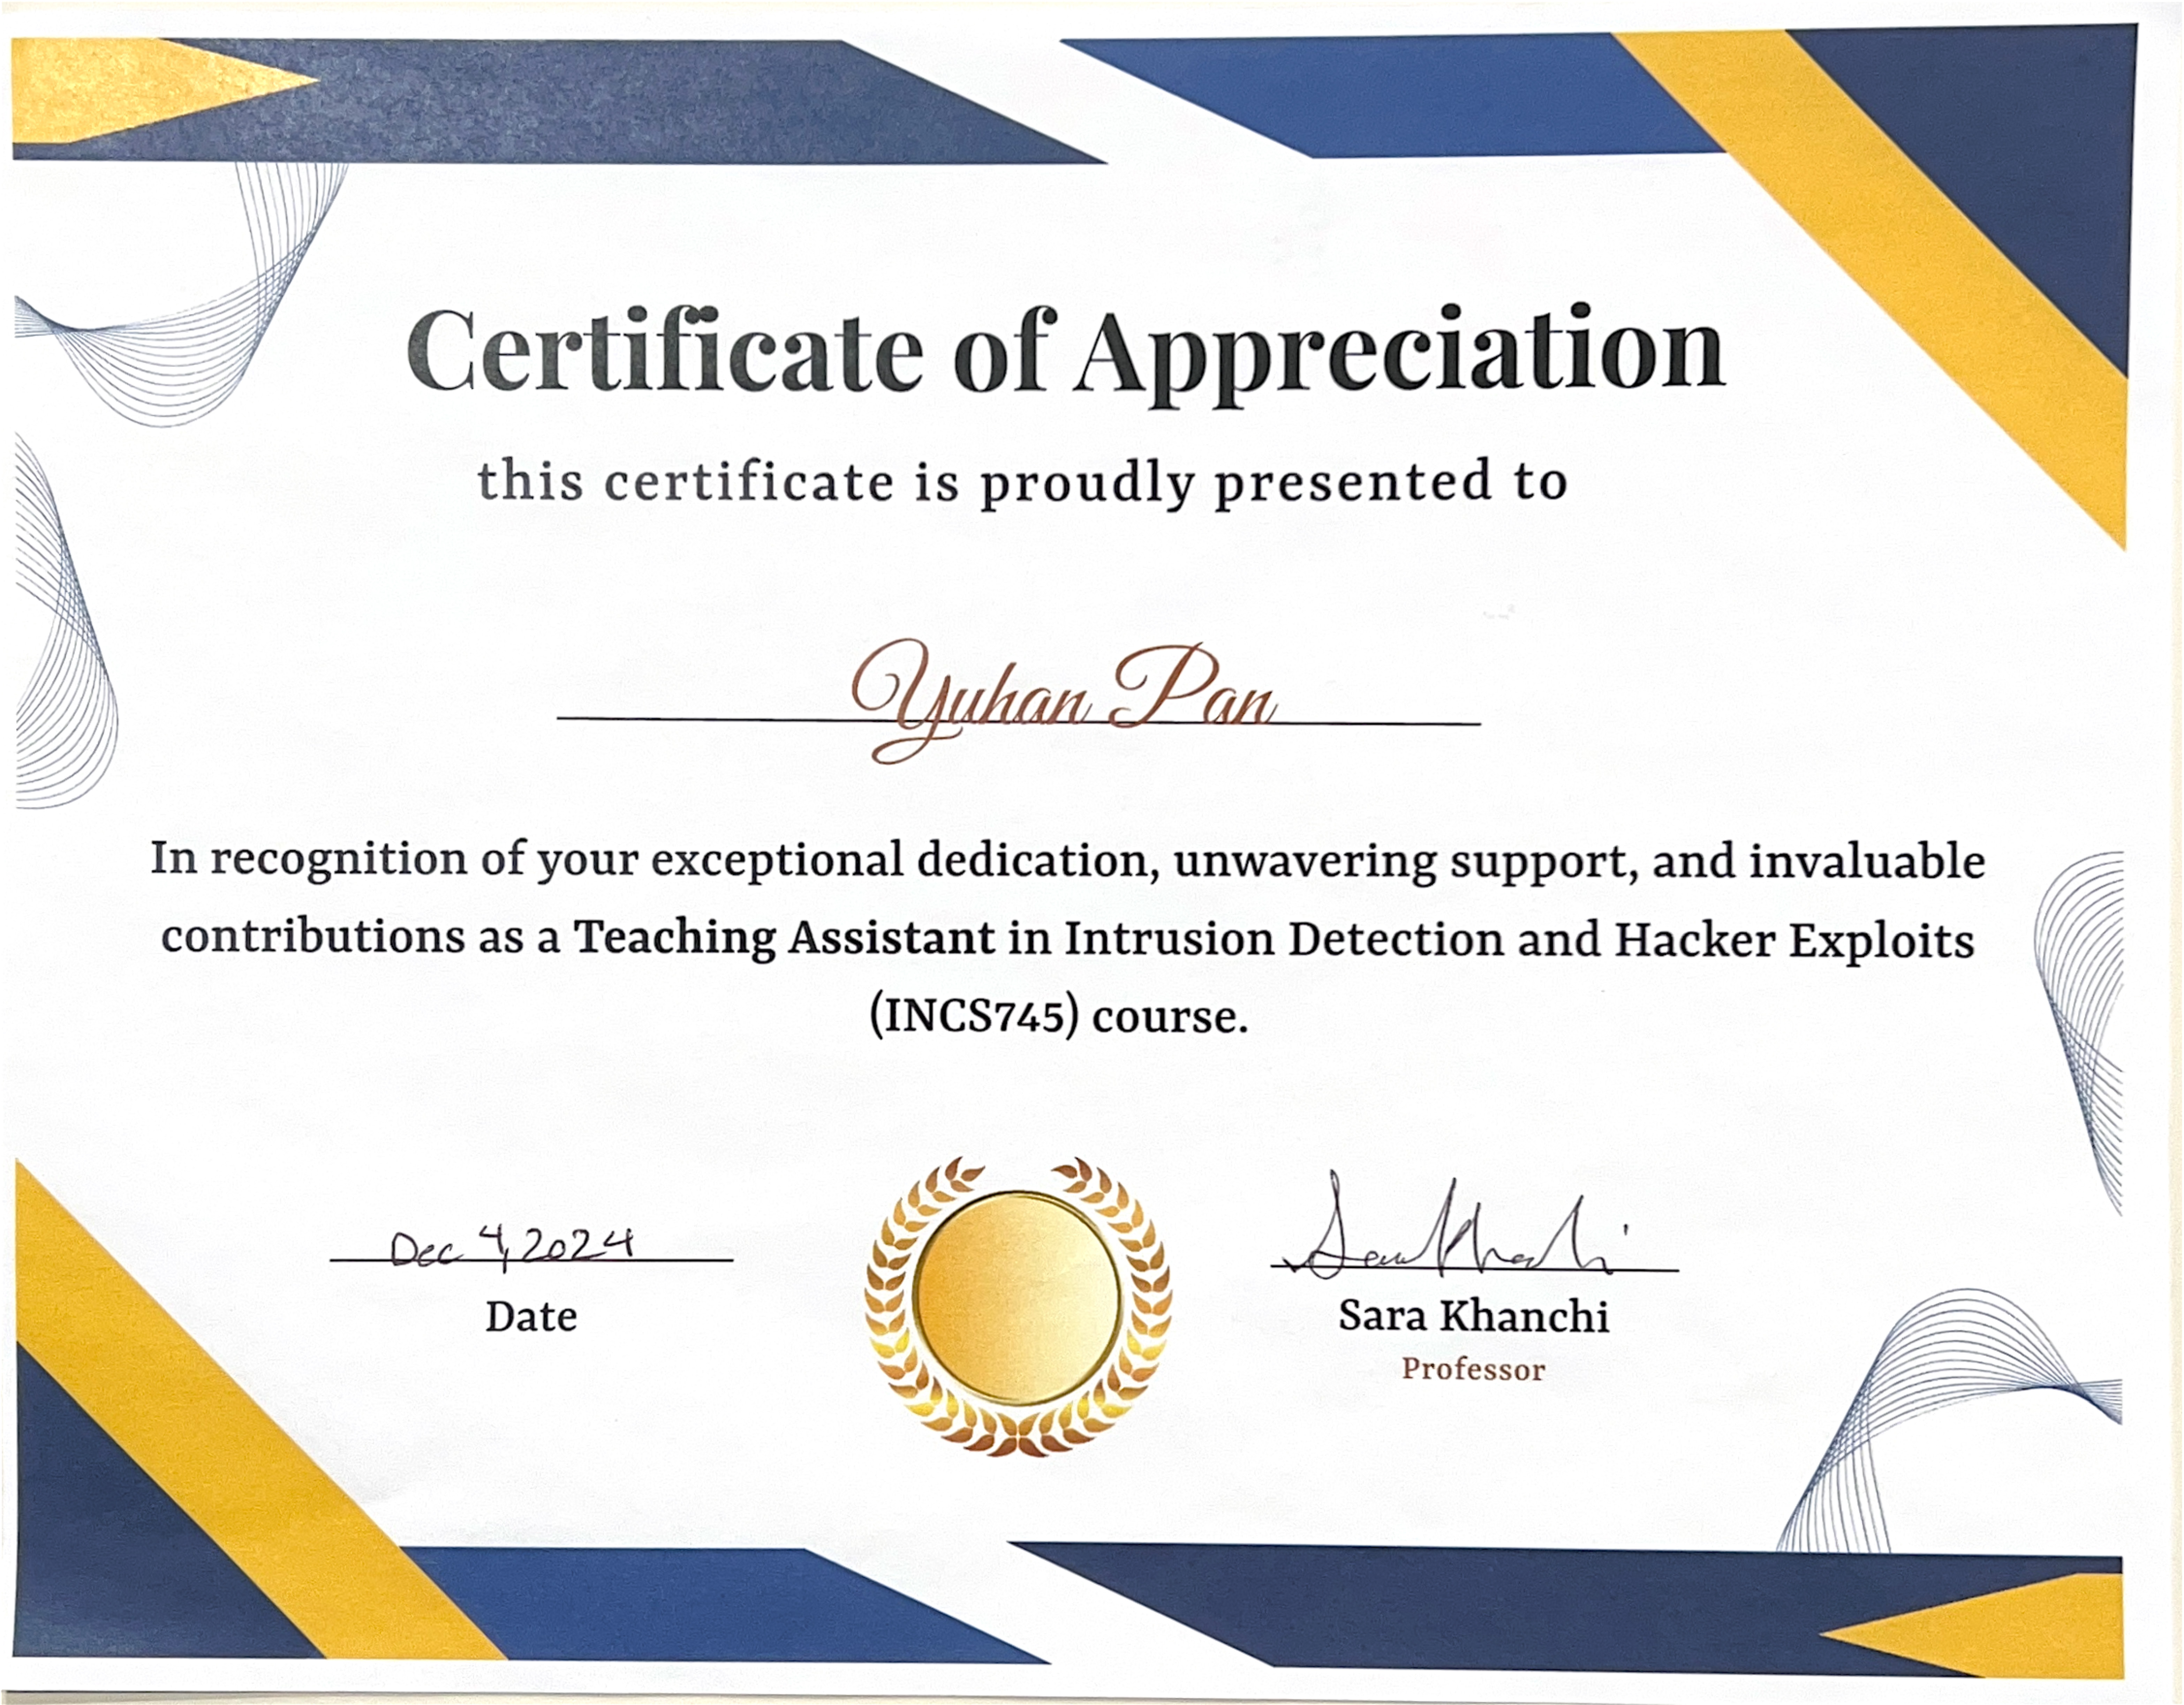 Certificate of Appreciation
this certificate is proudly presented to
Yuhan Pan
In recognition of your exceptional dedication, unwavering support, and invaluable
contributions as a Teaching Assistant in Intrusion Detection and Hacker Exploits
(INCS745) course.
Dec 4, 2024
Date
Sara Khanchi
Sara Khanchi
Professor